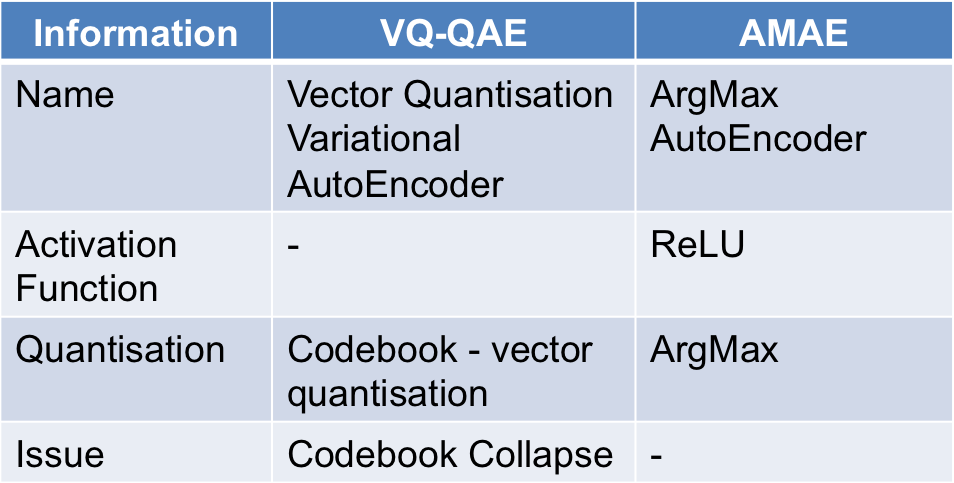 Information VQ-QAE AMAE
Name Vector Quantisation ArgMax
Variational AutoEncoder
AutoEncoder
Activation - ReLU
Function
Quantisation Codebook - vector ArgMax
quantisation
Issue Codebook Collapse -